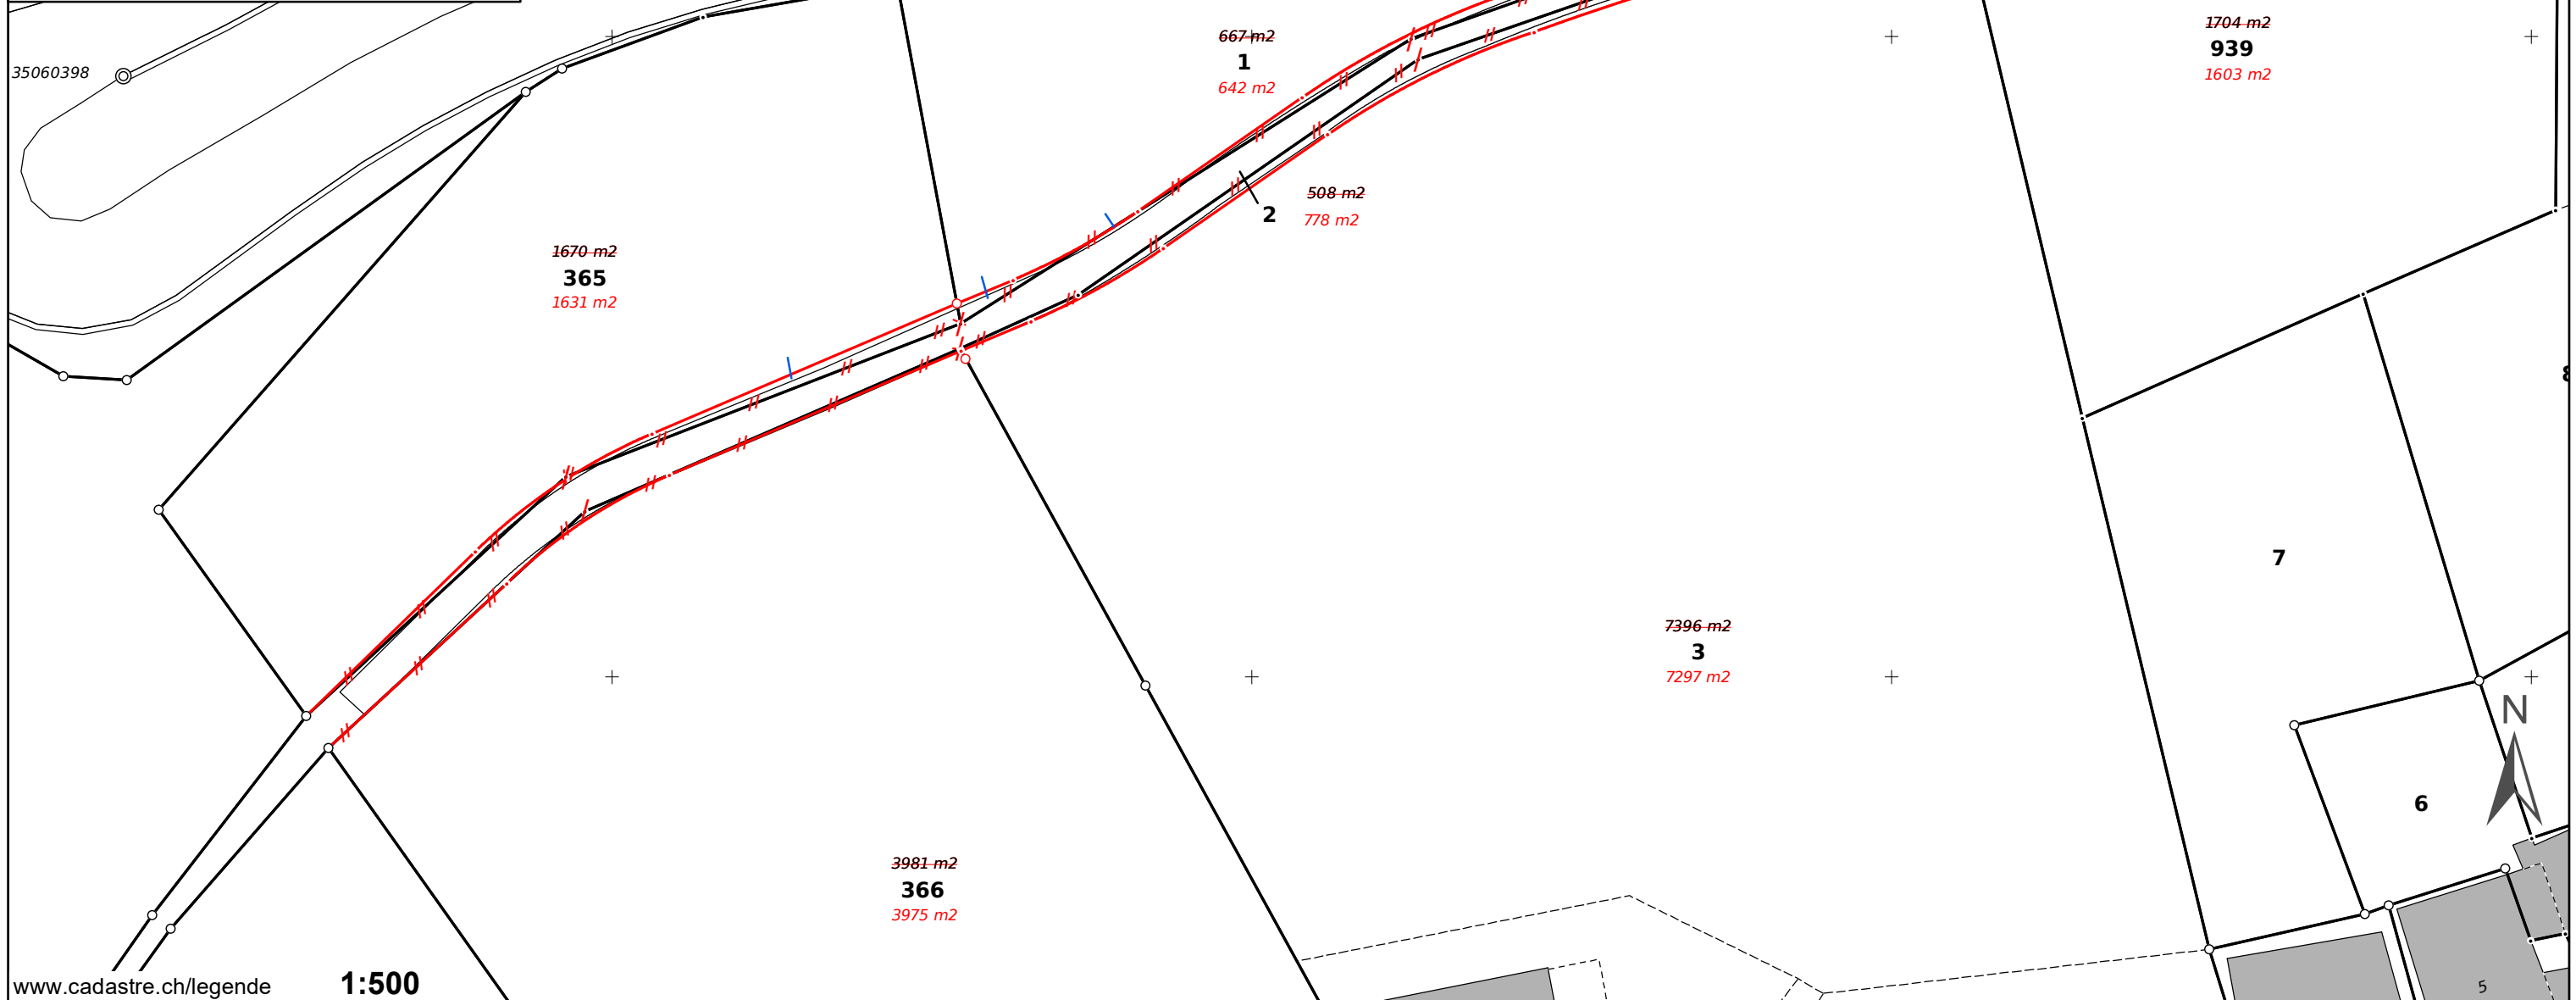 35060398
667 m2
1
642 m2
1704 m2
939
1603 m2
508 m2
2
778 m2
1670 m2
365
1631 m2
7
7396 m2
3
7297 m2
N
6
3981 m2
366
3975 m2
5
www.cadastre.ch/legende
1:500